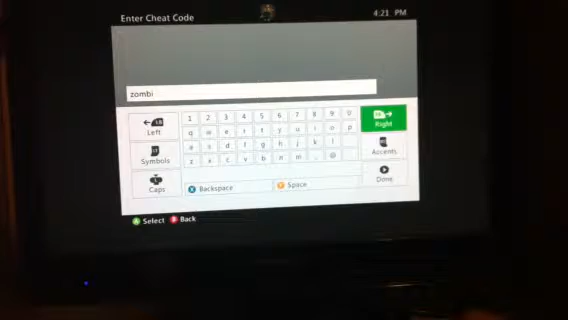 Enter Cheat Code
4:21 PM
zombi
1 2 3 4 5 6 7 8 9 0
Left
q w e r t y u i o p
Right
a s d f g h j k l
Symbols
z x c v b n m . @
Accents
Caps
X Backspace
Y Space
Done
A Select B Back